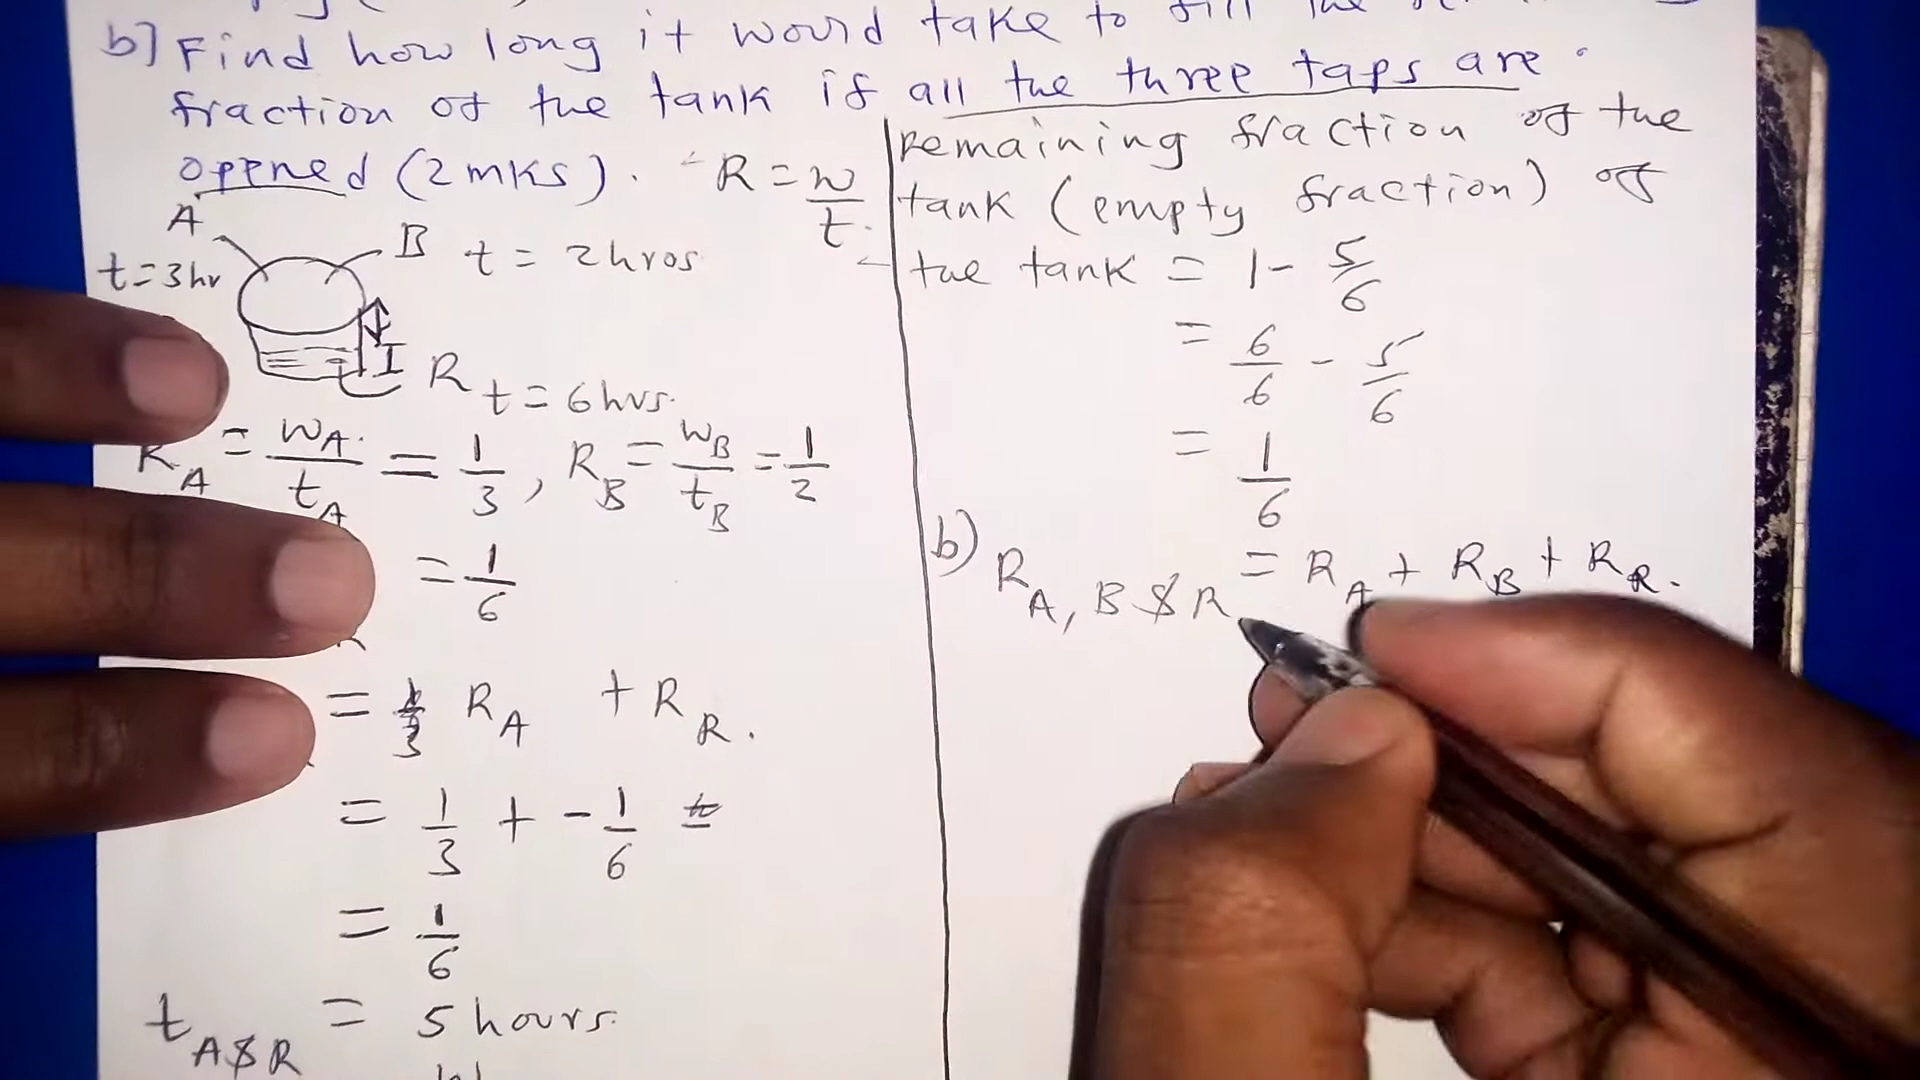 b] Find how long it would take to fill the
fraction of the tank if all the three taps are
opened (2mks). R = w/t
A
B t = 2hros
t=3hr
R t = 6hrs.
R_A = W_A/t_A = 1/3, R_B = W_B/t_B = 1/2
= 1/6
= R_A + R_R.
= 1/3 + -1/6
= 1/6
t_A&R = 5 hours.
remaining fraction of the
tank (empty fraction) of
the tank = 1 - 5/6
= 6/6 - 5/6
= 1/6
b) R_A, B & R = R_A + R_B + R_R.